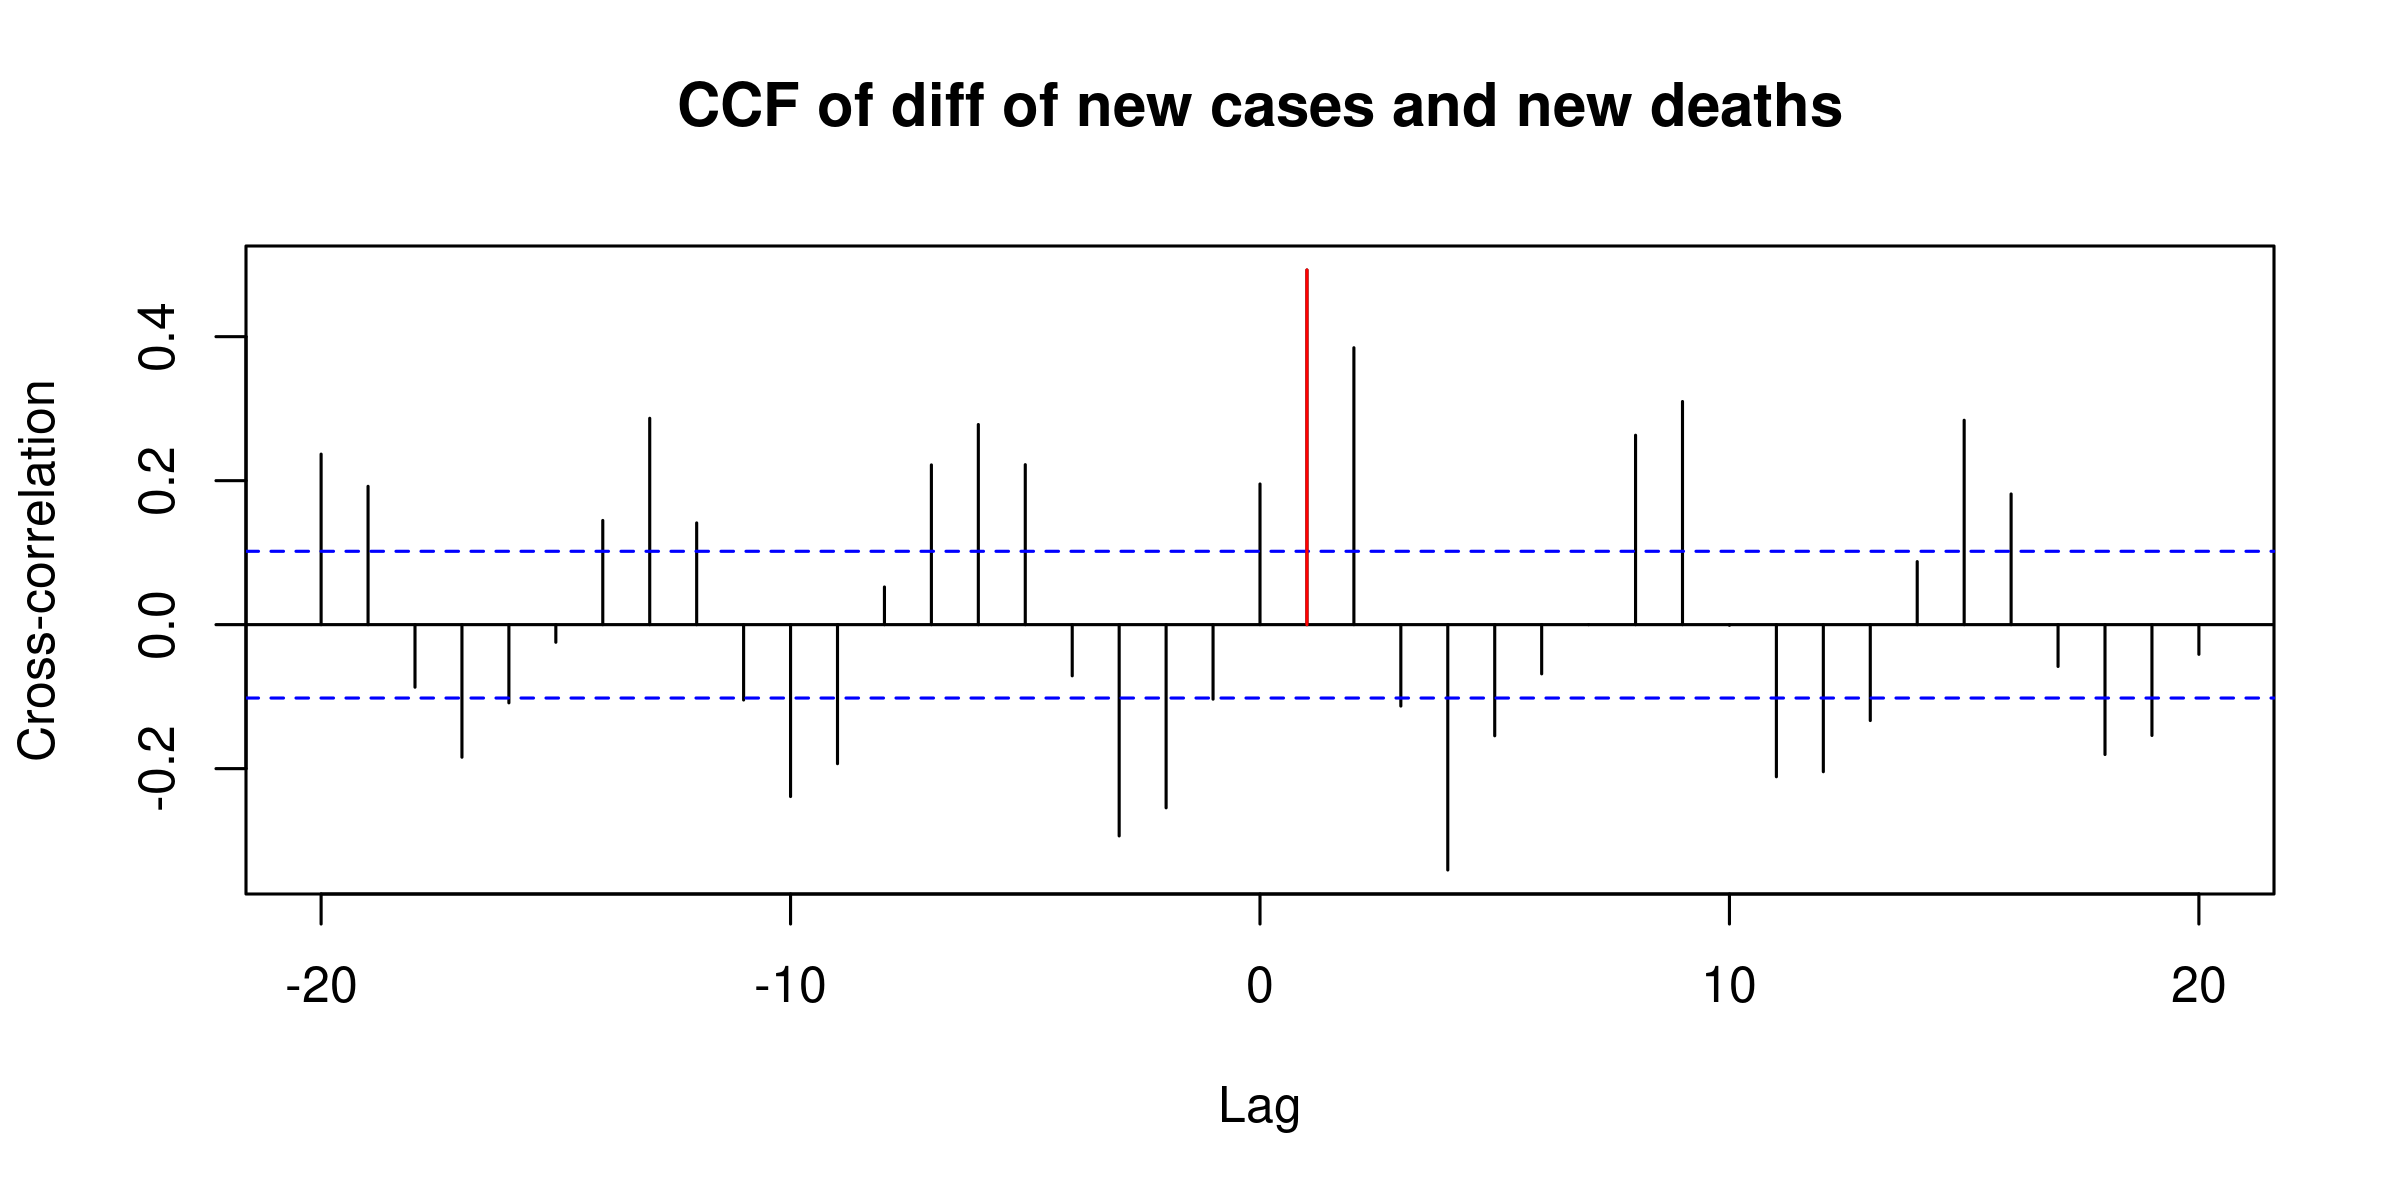 CCF of diff of new cases and new deaths
Cross-correlation
0.4
0.2
0.0
-0.2
-20 -10 0 10 20
Lag